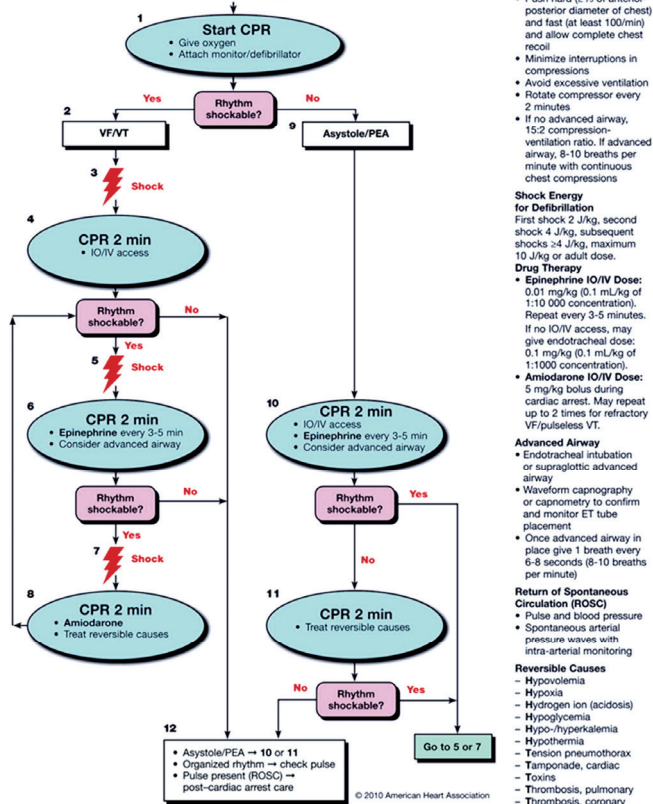 1
Start CPR
• Give oxygen
• Attach monitor/defibrillator
Yes
Rhythm
shockable?
No
2
VF/VT
9
Asystole/PEA
3
Shock
4
CPR 2 min
• IO/IV access
Rhythm
shockable?
No
Yes
5
Shock
6
CPR 2 min
• Epinephrine every 3-5 min
• Consider advanced airway
Rhythm
shockable?
No
Yes
7
Shock
8
CPR 2 min
• Amiodarone
• Treat reversible causes
10
CPR 2 min
• IO/IV access
• Epinephrine every 3-5 min
• Consider advanced airway
Rhythm
shockable?
Yes
No
11
CPR 2 min
• Treat reversible causes
No
Rhythm
shockable?
Yes
12
• Asystole/PEA → 10 or 11
• Organized rhythm → check pulse
• Pulse present (ROSC) →
post–cardiac arrest care
Go to 5 or 7
© 2010 American Heart Association
posterior diameter of chest)
and fast (at least 100/min)
and allow complete chest
recoil
• Minimize interruptions in
compressions
• Avoid excessive ventilation
• Rotate compressor every
2 minutes
• If no advanced airway,
15:2 compression-
ventilation ratio. If advanced
airway, 8-10 breaths per
minute with continuous
chest compressions
Shock Energy
for Defibrillation
First shock 2 J/kg, second
shock 4 J/kg, subsequent
shocks ≥4 J/kg, maximum
10 J/kg or adult dose.
Drug Therapy
• Epinephrine IO/IV Dose:
0.01 mg/kg (0.1 mL/kg of
1:10 000 concentration).
Repeat every 3-5 minutes.
If no IO/IV access, may
give endotracheal dose:
0.1 mg/kg (0.1 mL/kg of
1:1000 concentration).
• Amiodarone IO/IV Dose:
5 mg/kg bolus during
cardiac arrest. May repeat
up to 2 times for refractory
VF/pulseless VT.
Advanced Airway
• Endotracheal intubation
or supraglottic advanced
airway
• Waveform capnography
or capnometry to confirm
and monitor ET tube
placement
• Once advanced airway in
place give 1 breath every
6-8 seconds (8-10 breaths
per minute)
Return of Spontaneous
Circulation (ROSC)
• Pulse and blood pressure
• Spontaneous arterial
pressure waves with
intra-arterial monitoring
Reversible Causes
– Hypovolemia
– Hypoxia
– Hydrogen ion (acidosis)
– Hypoglycemia
– Hypo-/hyperkalemia
– Hypothermia
– Tension pneumothorax
– Tamponade, cardiac
– Toxins
– Thrombosis, pulmonary
– Thrombosis, coronary